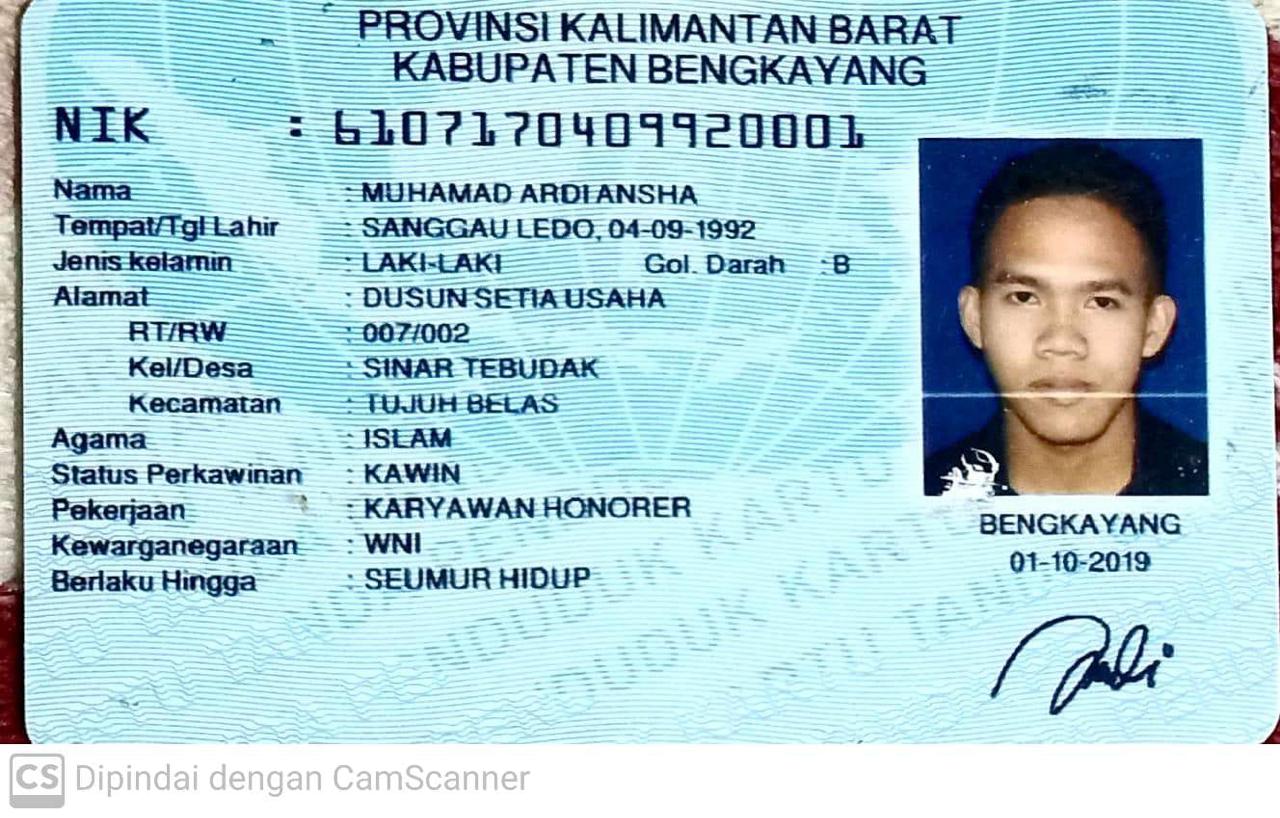 PROVINSI KALIMANTAN BARAT
KABUPATEN BENGKAYANG
NIK : 6107170409920001
Nama : MUHAMAD ARDIANSHA
Tempat/Tgl Lahir : SANGGAU LEDO, 04-09-1992
Jenis kelamin : LAKI-LAKI Gol. Darah : B
Alamat : DUSUN SETIA USAHA
RT/RW : 007/002
Kel/Desa : SINAR TEBUDAK
Kecamatan : TUJUH BELAS
Agama : ISLAM
Status Perkawinan : KAWIN
Pekerjaan : KARYAWAN HONORER
Kewarganegaraan : WNI
Berlaku Hingga : SEUMUR HIDUP
BENGKAYANG
01-10-2019
CS Dipindai dengan CamScanner